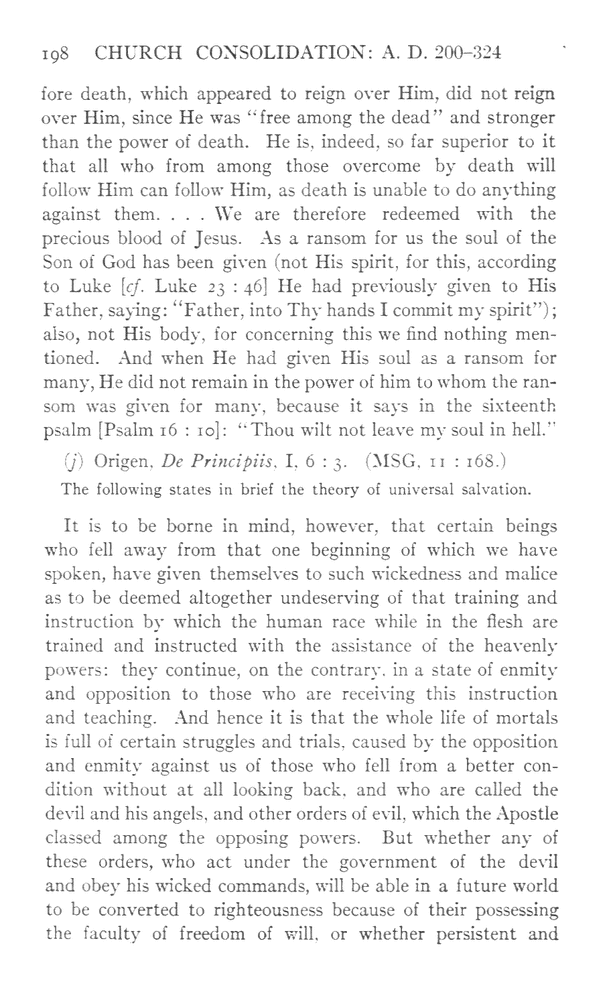 198 CHURCH CONSOLIDATION: A. D. 200–324
fore death, which appeared to reign over Him, did not reign
over Him, since He was “free among the dead” and stronger
than the power of death. He is, indeed, so far superior to it
that all who from among those overcome by death will
follow Him can follow Him, as death is unable to do anything
against them. . . . We are therefore redeemed with the
precious blood of Jesus. As a ransom for us the soul of the
Son of God has been given (not His spirit, for this, according
to Luke [cf. Luke 23 : 46] He had previously given to His
Father, saying: “Father, into Thy hands I commit my spirit”);
also, not His body, for concerning this we find nothing men-
tioned. And when He had given His soul as a ransom for
many, He did not remain in the power of him to whom the ran-
som was given for many, because it says in the sixteenth
psalm [Psalm 16 : 10]: “Thou wilt not leave my soul in hell.”
(j) Origen, De Principiis, I, 6 : 3. (MSG, 11 : 168.)
The following states in brief the theory of universal salvation.
It is to be borne in mind, however, that certain beings
who fell away from that one beginning of which we have
spoken, have given themselves to such wickedness and malice
as to be deemed altogether undeserving of that training and
instruction by which the human race while in the flesh are
trained and instructed with the assistance of the heavenly
powers: they continue, on the contrary, in a state of enmity
and opposition to those who are receiving this instruction
and teaching. And hence it is that the whole life of mortals
is full of certain struggles and trials, caused by the opposition
and enmity against us of those who fell from a better con-
dition without at all looking back, and who are called the
devil and his angels, and other orders of evil, which the Apostle
classed among the opposing powers. But whether any of
these orders, who act under the government of the devil
and obey his wicked commands, will be able in a future world
to be converted to righteousness because of their possessing
the faculty of freedom of will, or whether persistent and